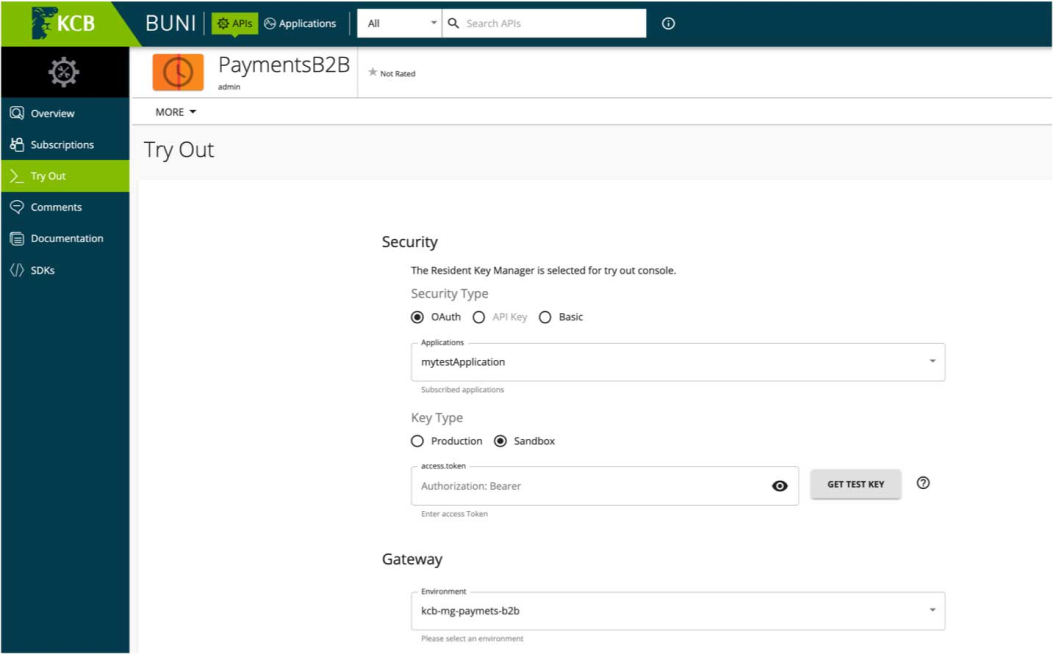 KCB BUNI APIs Applications All Search APIs
PaymentsB2B
Not Rated
admin
MORE
Overview
Subscriptions
Try Out
Comments
Documentation
SDKs
Try Out
Security
The Resident Key Manager is selected for try out console.
Security Type
OAuth API Key Basic
Applications
mytestApplication
Subscribed applications
Key Type
Production Sandbox
access.token
Authorization: Bearer
GET TEST KEY
Enter access Token
Gateway
Environment
kcb-mg-paymets-b2b
Please select an environment